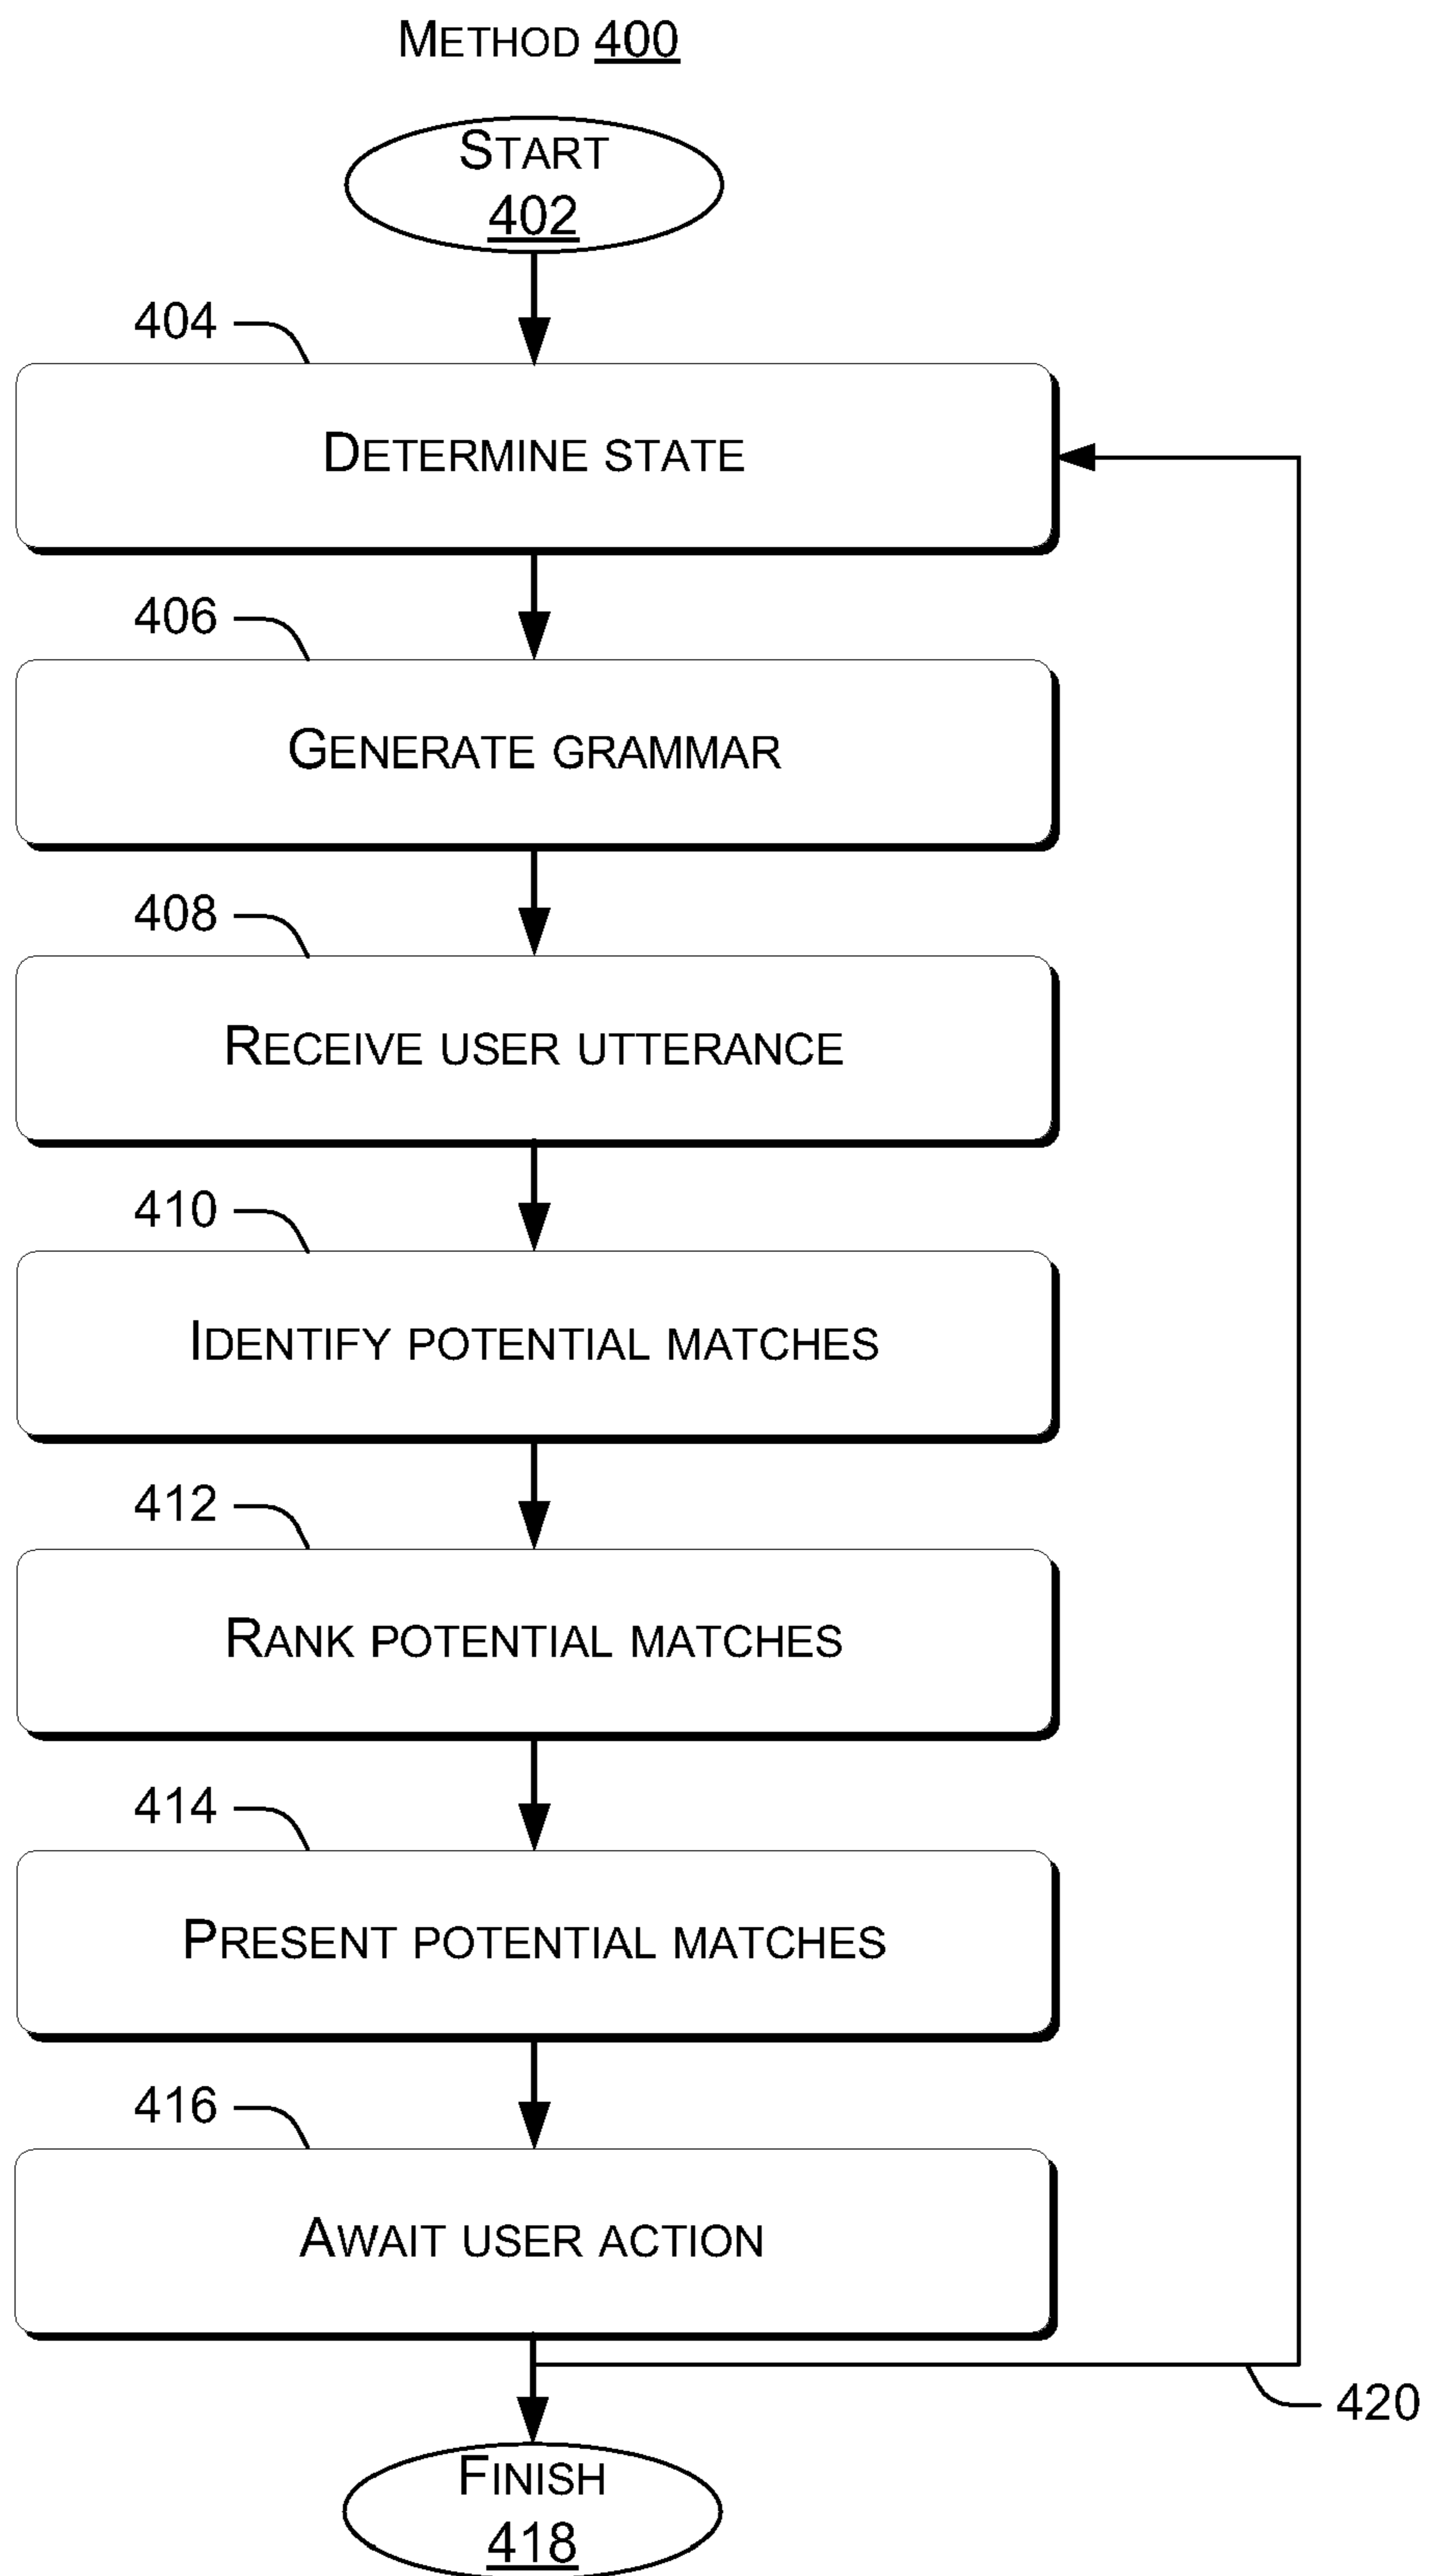 METHOD 400
START
402
404
DETERMINE STATE
406
GENERATE GRAMMAR
408
RECEIVE USER UTTERANCE
410
IDENTIFY POTENTIAL MATCHES
412
RANK POTENTIAL MATCHES
414
PRESENT POTENTIAL MATCHES
416
AWAIT USER ACTION
420
FINISH
418